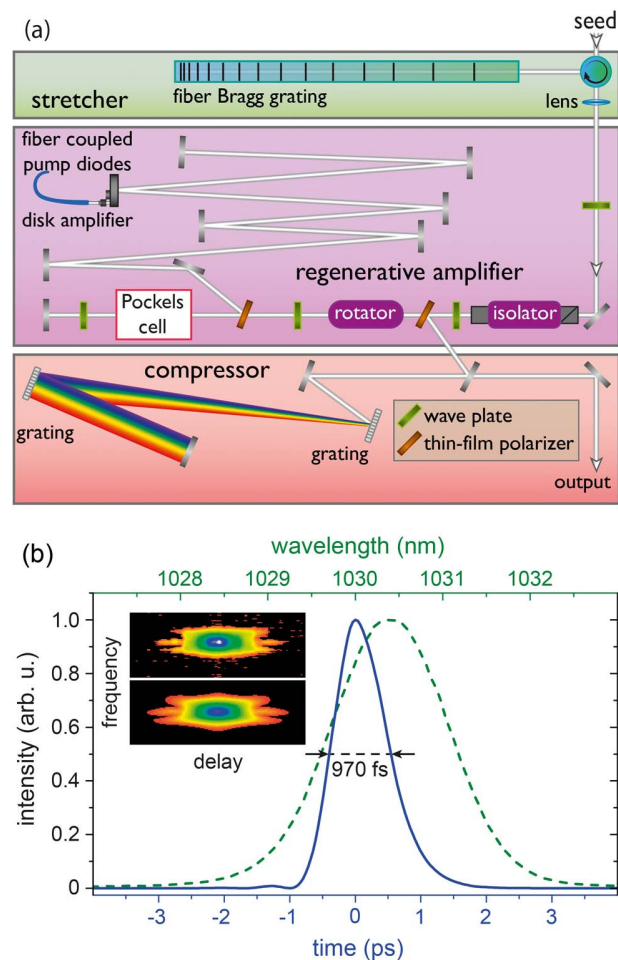 (a)
seed
stretcher
fiber Bragg grating
lens
fiber coupled
pump diodes
disk amplifier
regenerative amplifier
Pockels
cell
rotator
isolator
compressor
grating
grating
wave plate
thin-film polarizer
output
(b)
wavelength (nm)
1028 1029 1030 1031 1032
intensity (arb. u.)
1.0
0.8
0.6
0.4
0.2
0
frequency
delay
970 fs
-3 -2 -1 0 1 2 3
time (ps)